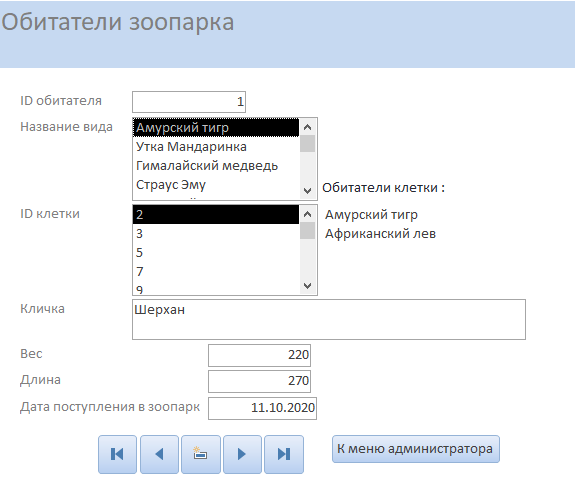 Обитатели зоопарка
ID обитателя 1
Название вида Амурский тигр
Утка Мандаринка
Гималайский медведь
Страус Эму
Обитатели клетки :
ID клетки 2
Амурский тигр
3
Африканский лев
5
7
9
Кличка Шерхан
Вес 220
Длина 270
Дата поступления в зоопарк 11.10.2020
К меню администратора